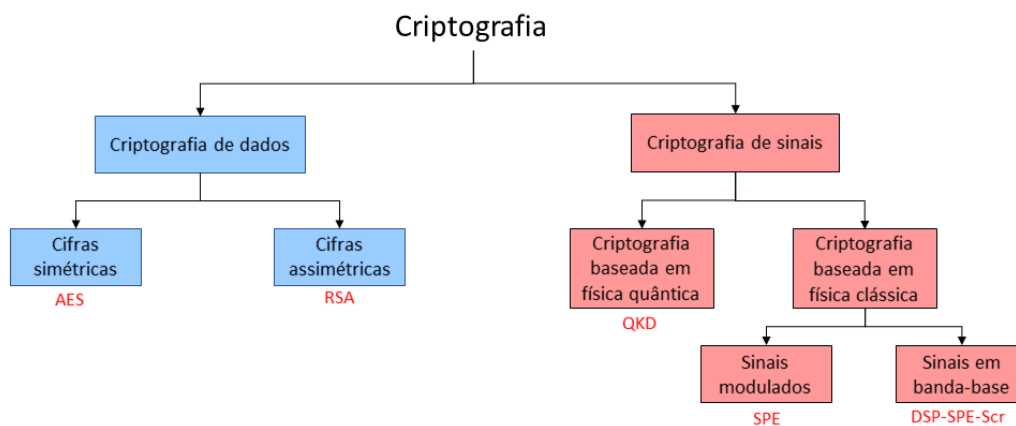 Criptografia
Criptografia de dados
Criptografia de sinais
Cifras
simétricas
AES
Cifras
assimétricas
RSA
Criptografia
baseada em
física quântica
QKD
Criptografia
baseada em
física clássica
Sinais
modulados
SPE
Sinais em
banda-base
DSP-SPE-Scr